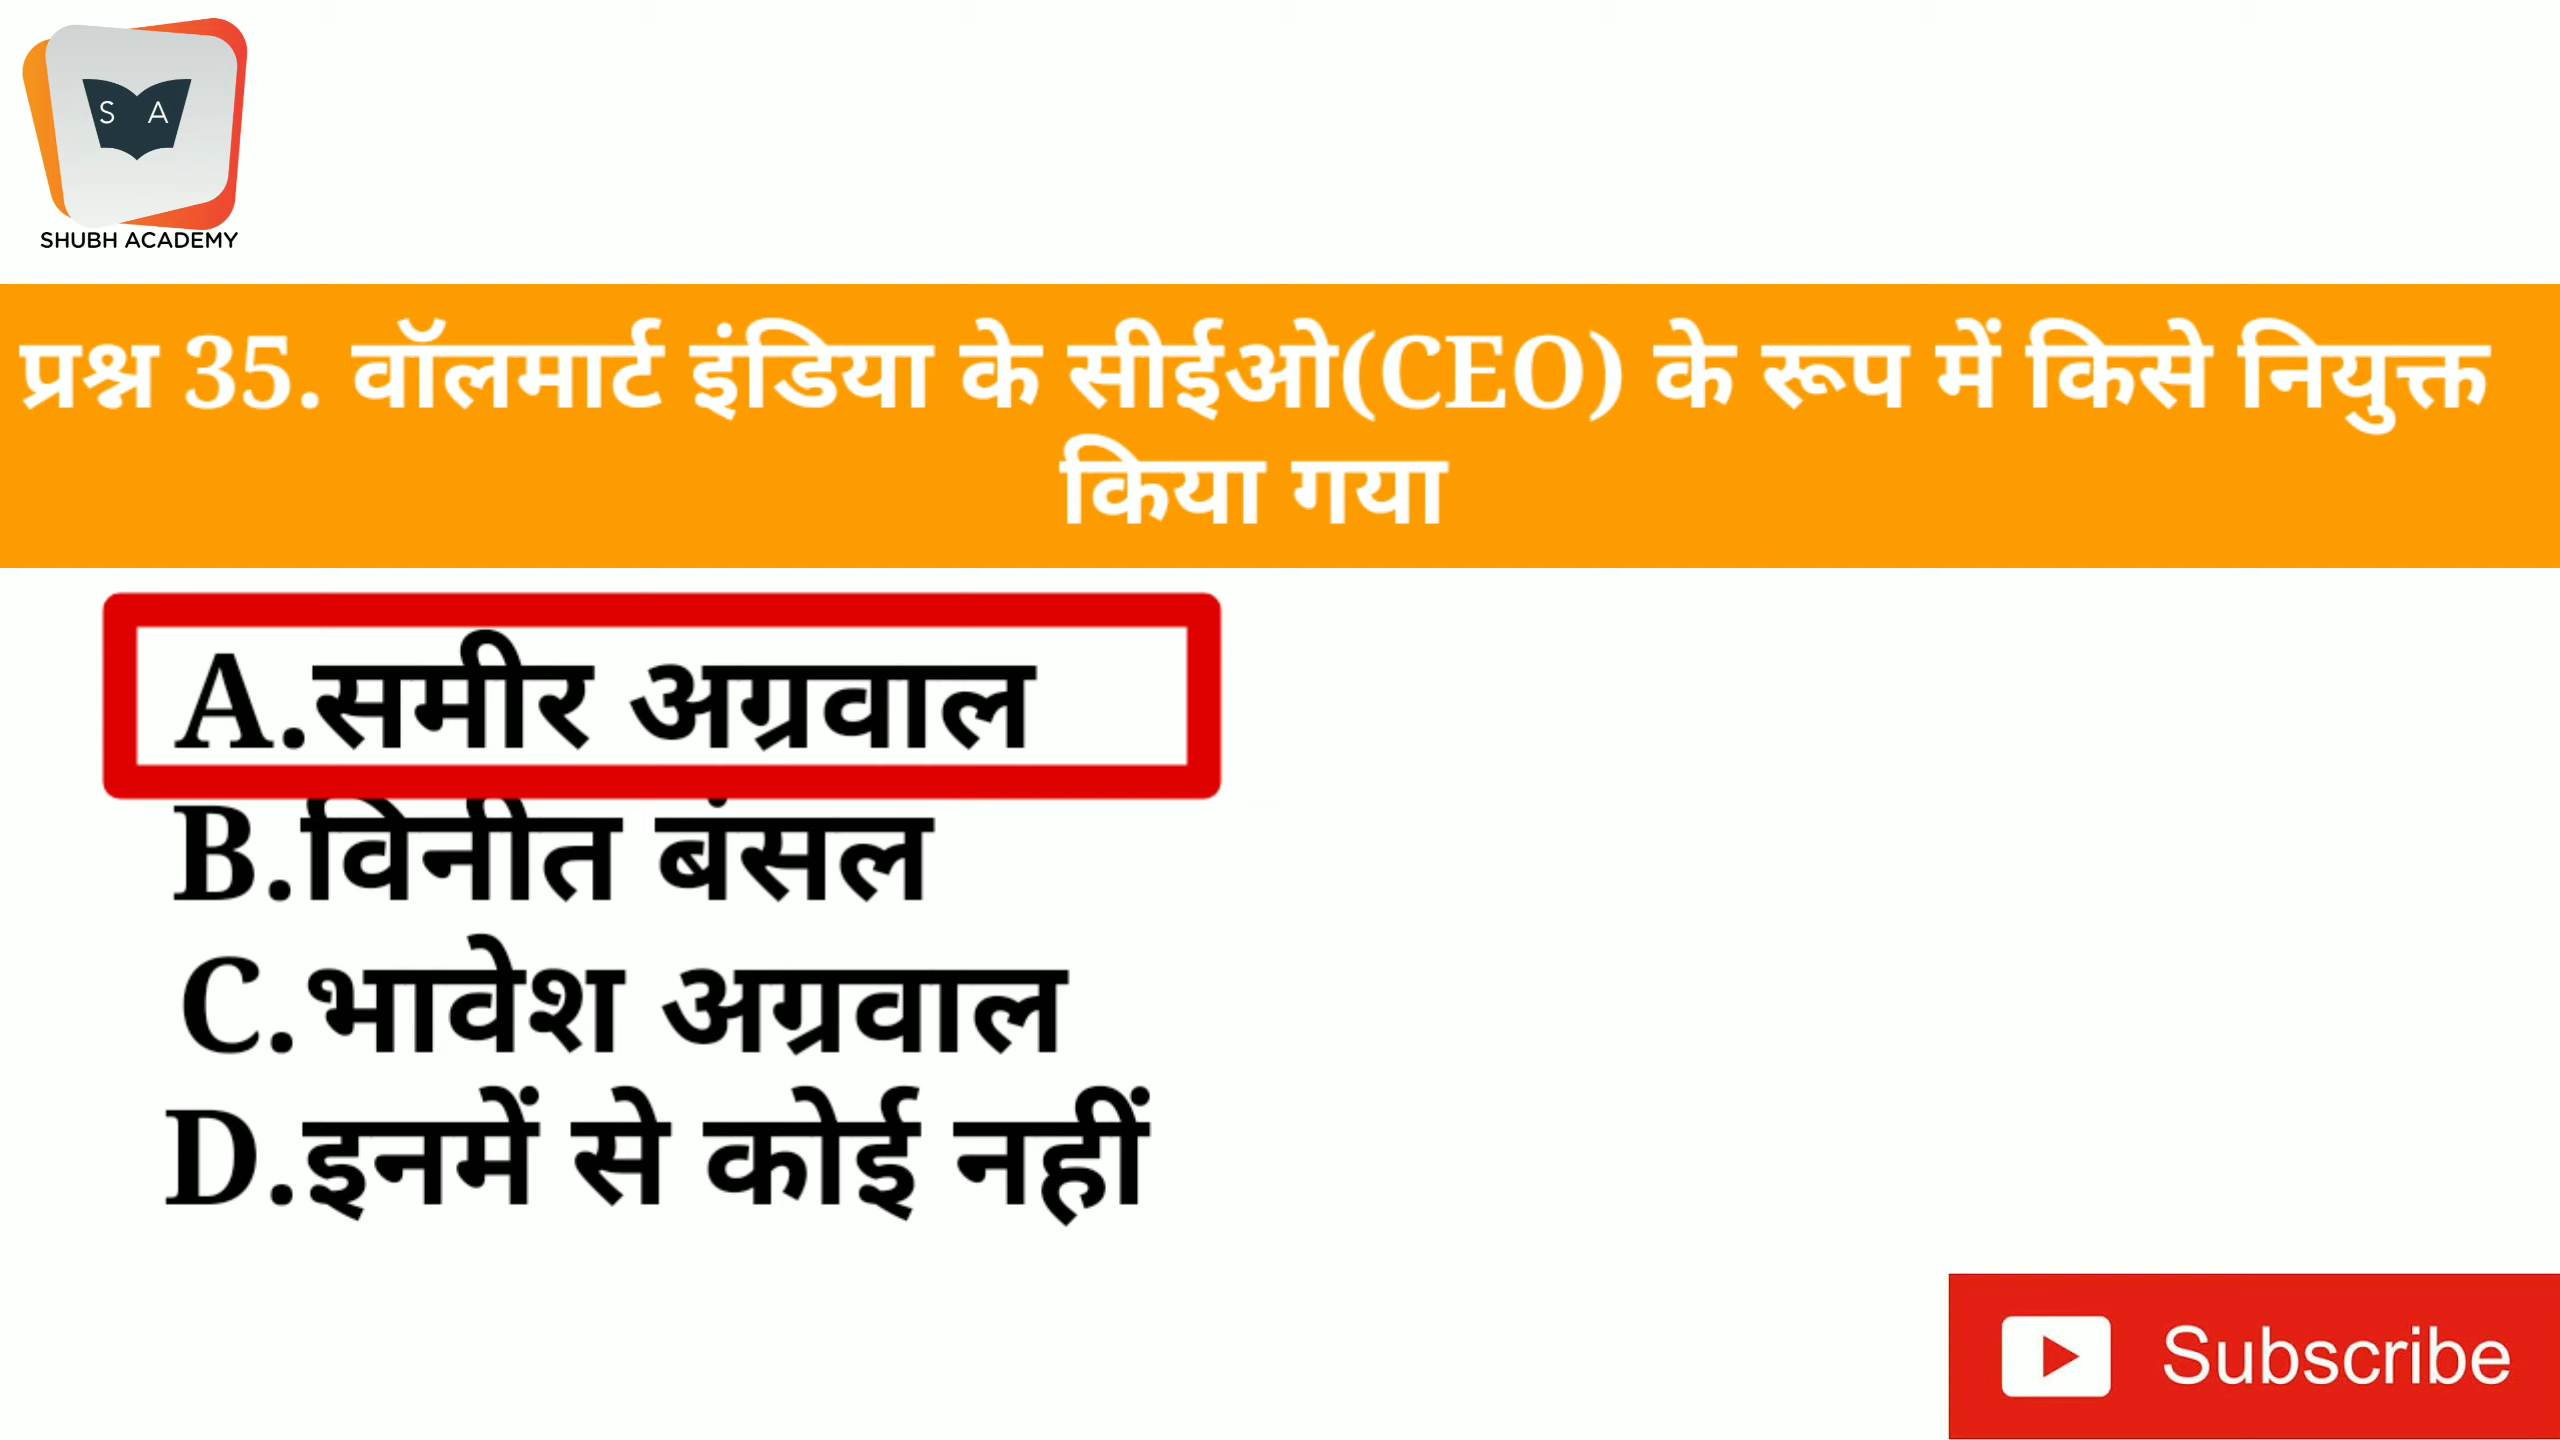 S A
SHUBH ACADEMY
प्रश्न 35. वॉलमार्ट इंडिया के सीईओ(CEO) के रूप में किसे नियुक्त
किया गया
A.समीर अग्रवाल
B.विनीत बंसल
C.भावेश अग्रवाल
D.इनमें से कोई नहीं
Subscribe